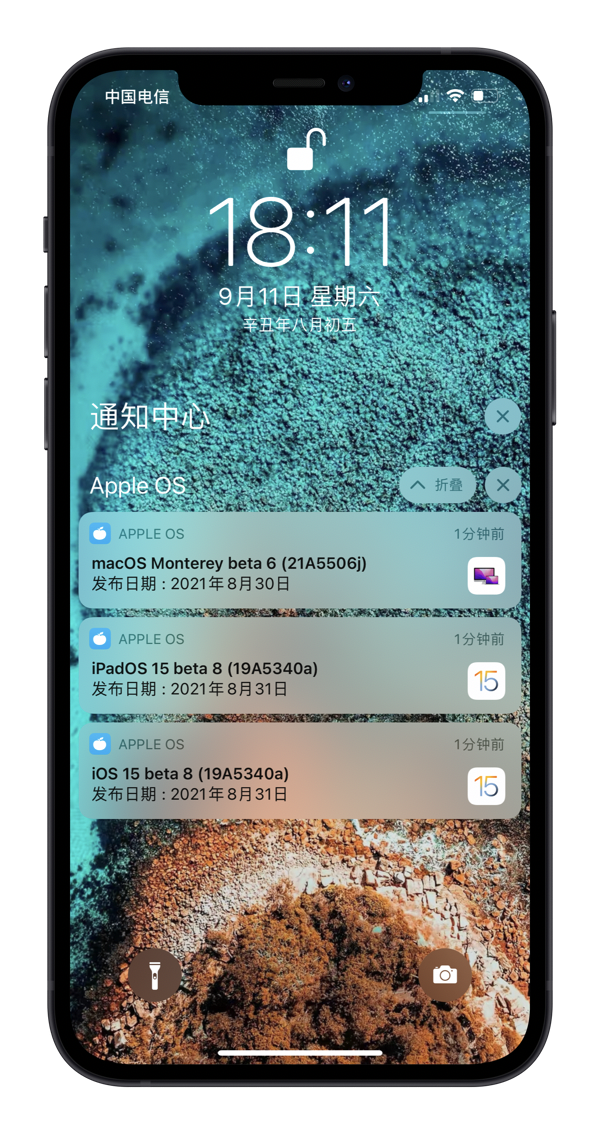 中国电信
18:11
9月11日 星期六
辛丑年八月初五
通知中心
Apple OS
折叠
APPLE OS
1分钟前
macOS Monterey beta 6 (21A5506j)
发布日期：2021年8月30日
APPLE OS
1分钟前
iPadOS 15 beta 8 (19A5340a)
发布日期：2021年8月31日
15
APPLE OS
1分钟前
iOS 15 beta 8 (19A5340a)
发布日期：2021年8月31日
15